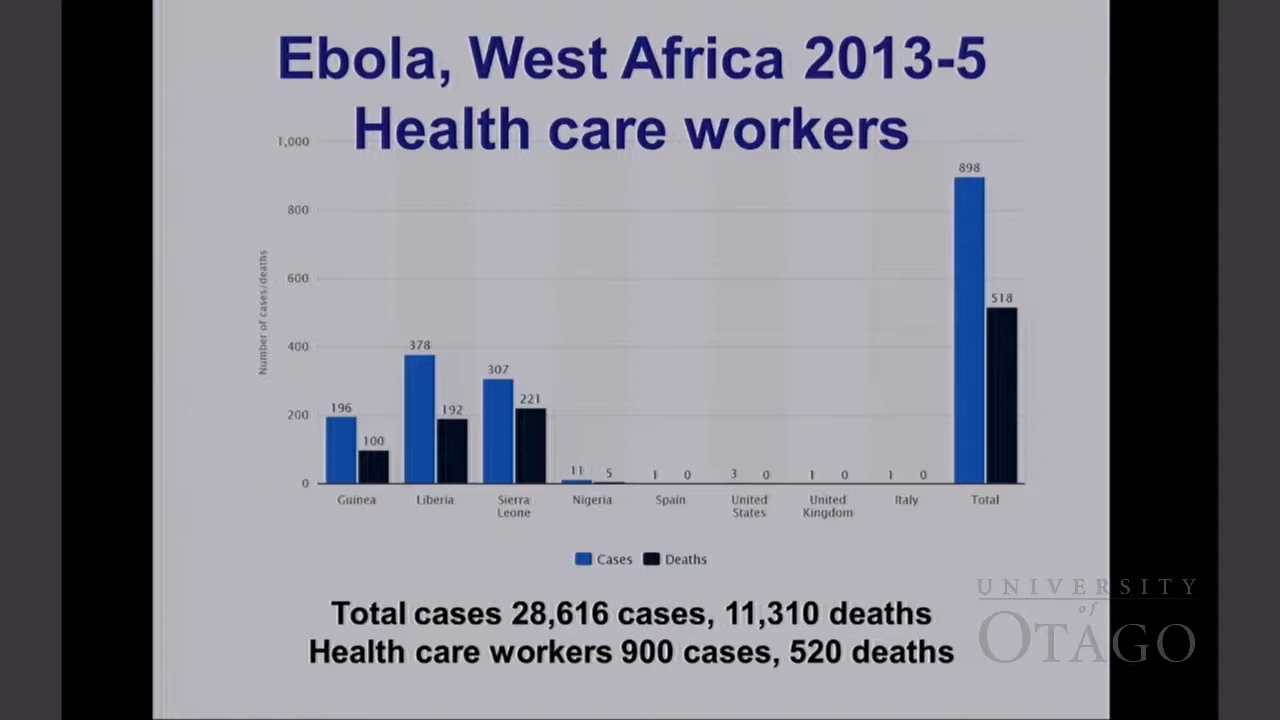 Ebola, West Africa 2013-5
Health care workers
1,000
800
600
400
200
0
Number of cases/deaths
196
100
378
192
307
221
11
5
1
0
3
0
1
0
1
0
898
518
Guinea
Liberia
Sierra
Leone
Nigeria
Spain
United
States
United
Kingdom
Italy
Total
Cases
Deaths
Total cases 28,616 cases, 11,310 deaths
Health care workers 900 cases, 520 deaths
UNIVERSITY
of
OTAGO